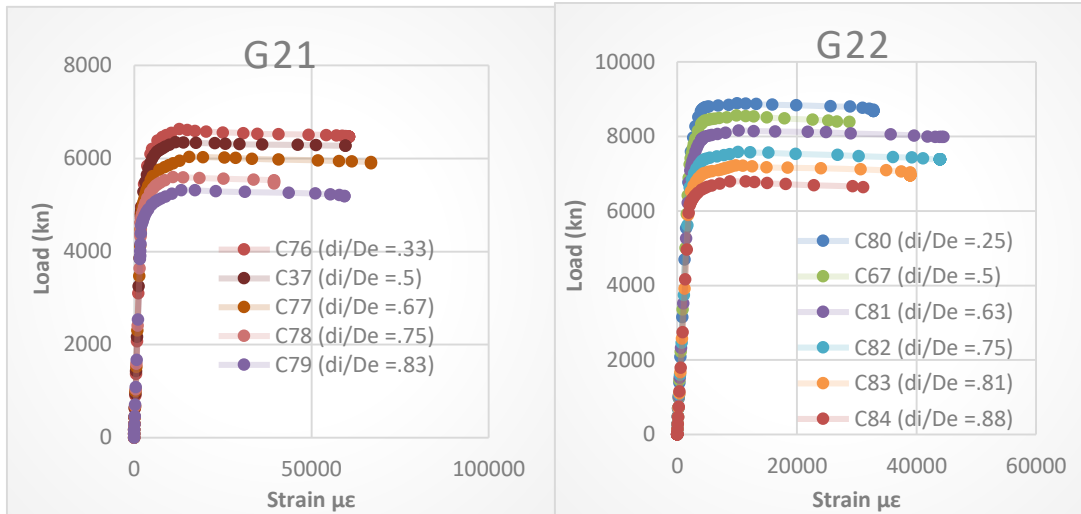 G21
8000
6000
4000
2000
0
Load (kn)
C76 (di/De =.33)
C37 (di/De =.5)
C77 (di/De =.67)
C78 (di/De =.75)
C79 (di/De =.83)
0
50000
100000
Strain με
G22
10000
8000
6000
4000
2000
0
Load (kn)
C80 (di/De =.25)
C67 (di/De =.5)
C81 (di/De =.63)
C82 (di/De =.75)
C83 (di/De =.81)
C84 (di/De =.88)
0
20000
40000
60000
Strain με